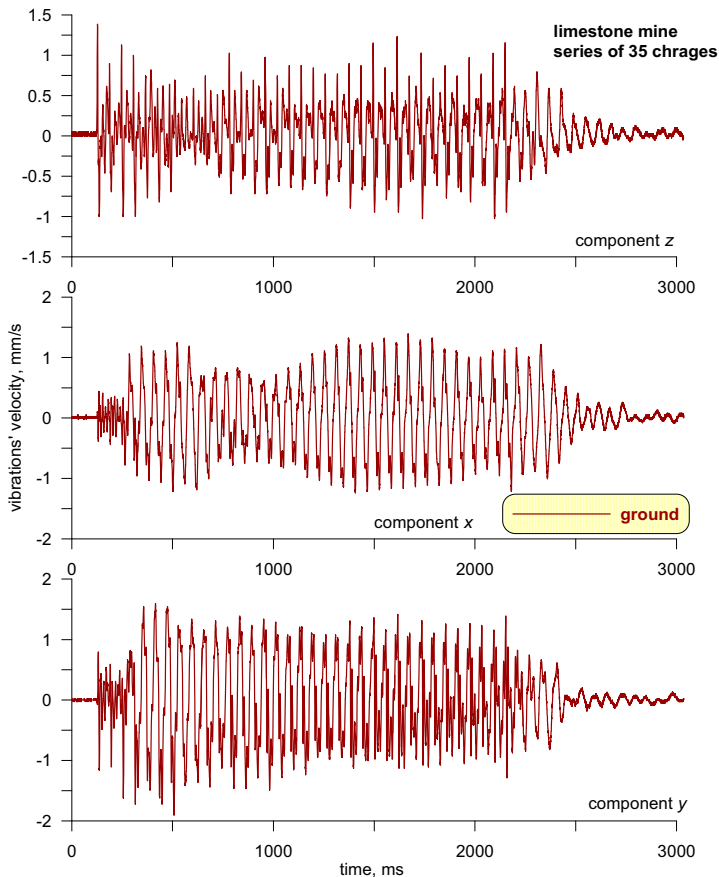 limestone mine
series of 35 chrages
1.5
1
0.5
0
-0.5
-1
-1.5
component z
0 1000 2000 3000
2
1
0
-1
-2
vibrations' velocity, mm/s
component x
ground
0 1000 2000 3000
2
1
0
-1
-2
component y
0 1000 2000 3000
time, ms